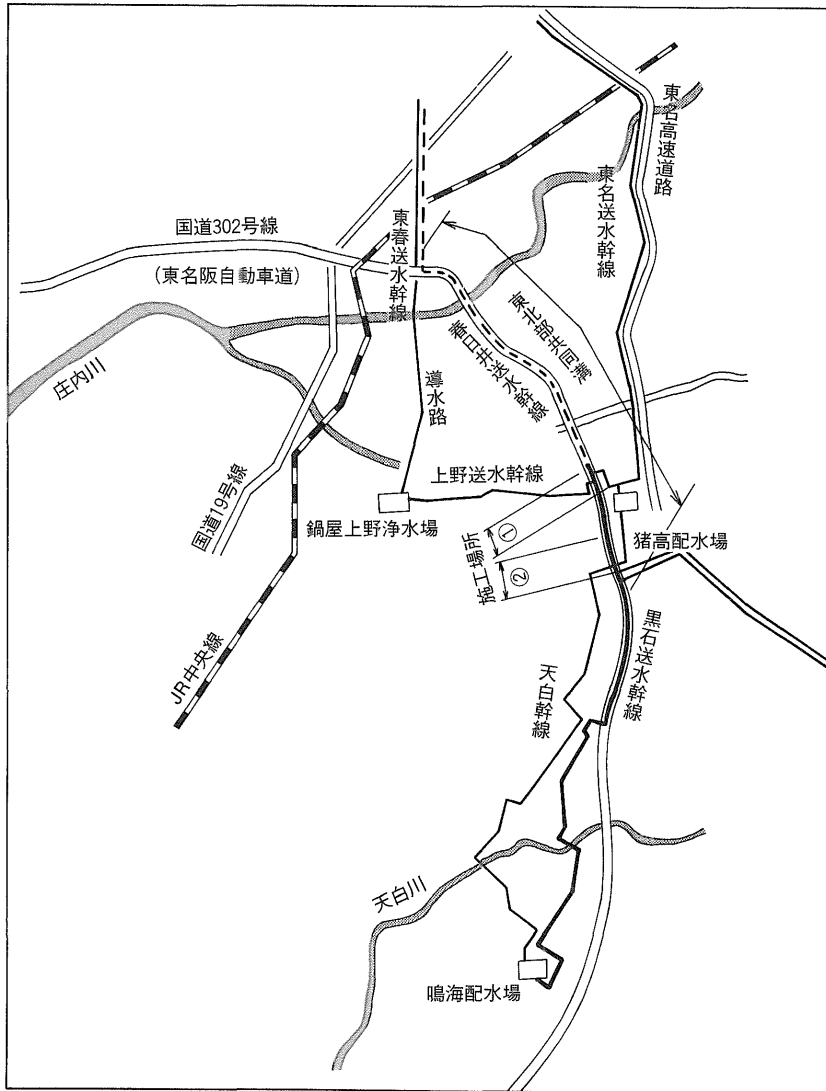 東名高速道路
東名送水幹線
国道302号線
(東名阪自動車道)
東春送水幹線
東北部共同溝
春日井送水幹線
庄内川
導水路
国道19号線
上野送水幹線
鍋屋上野浄水場
施工場所
①
②
猪高配水場
黒石送水幹線
JR中央線
天白幹線
天白川
鳴海配水場